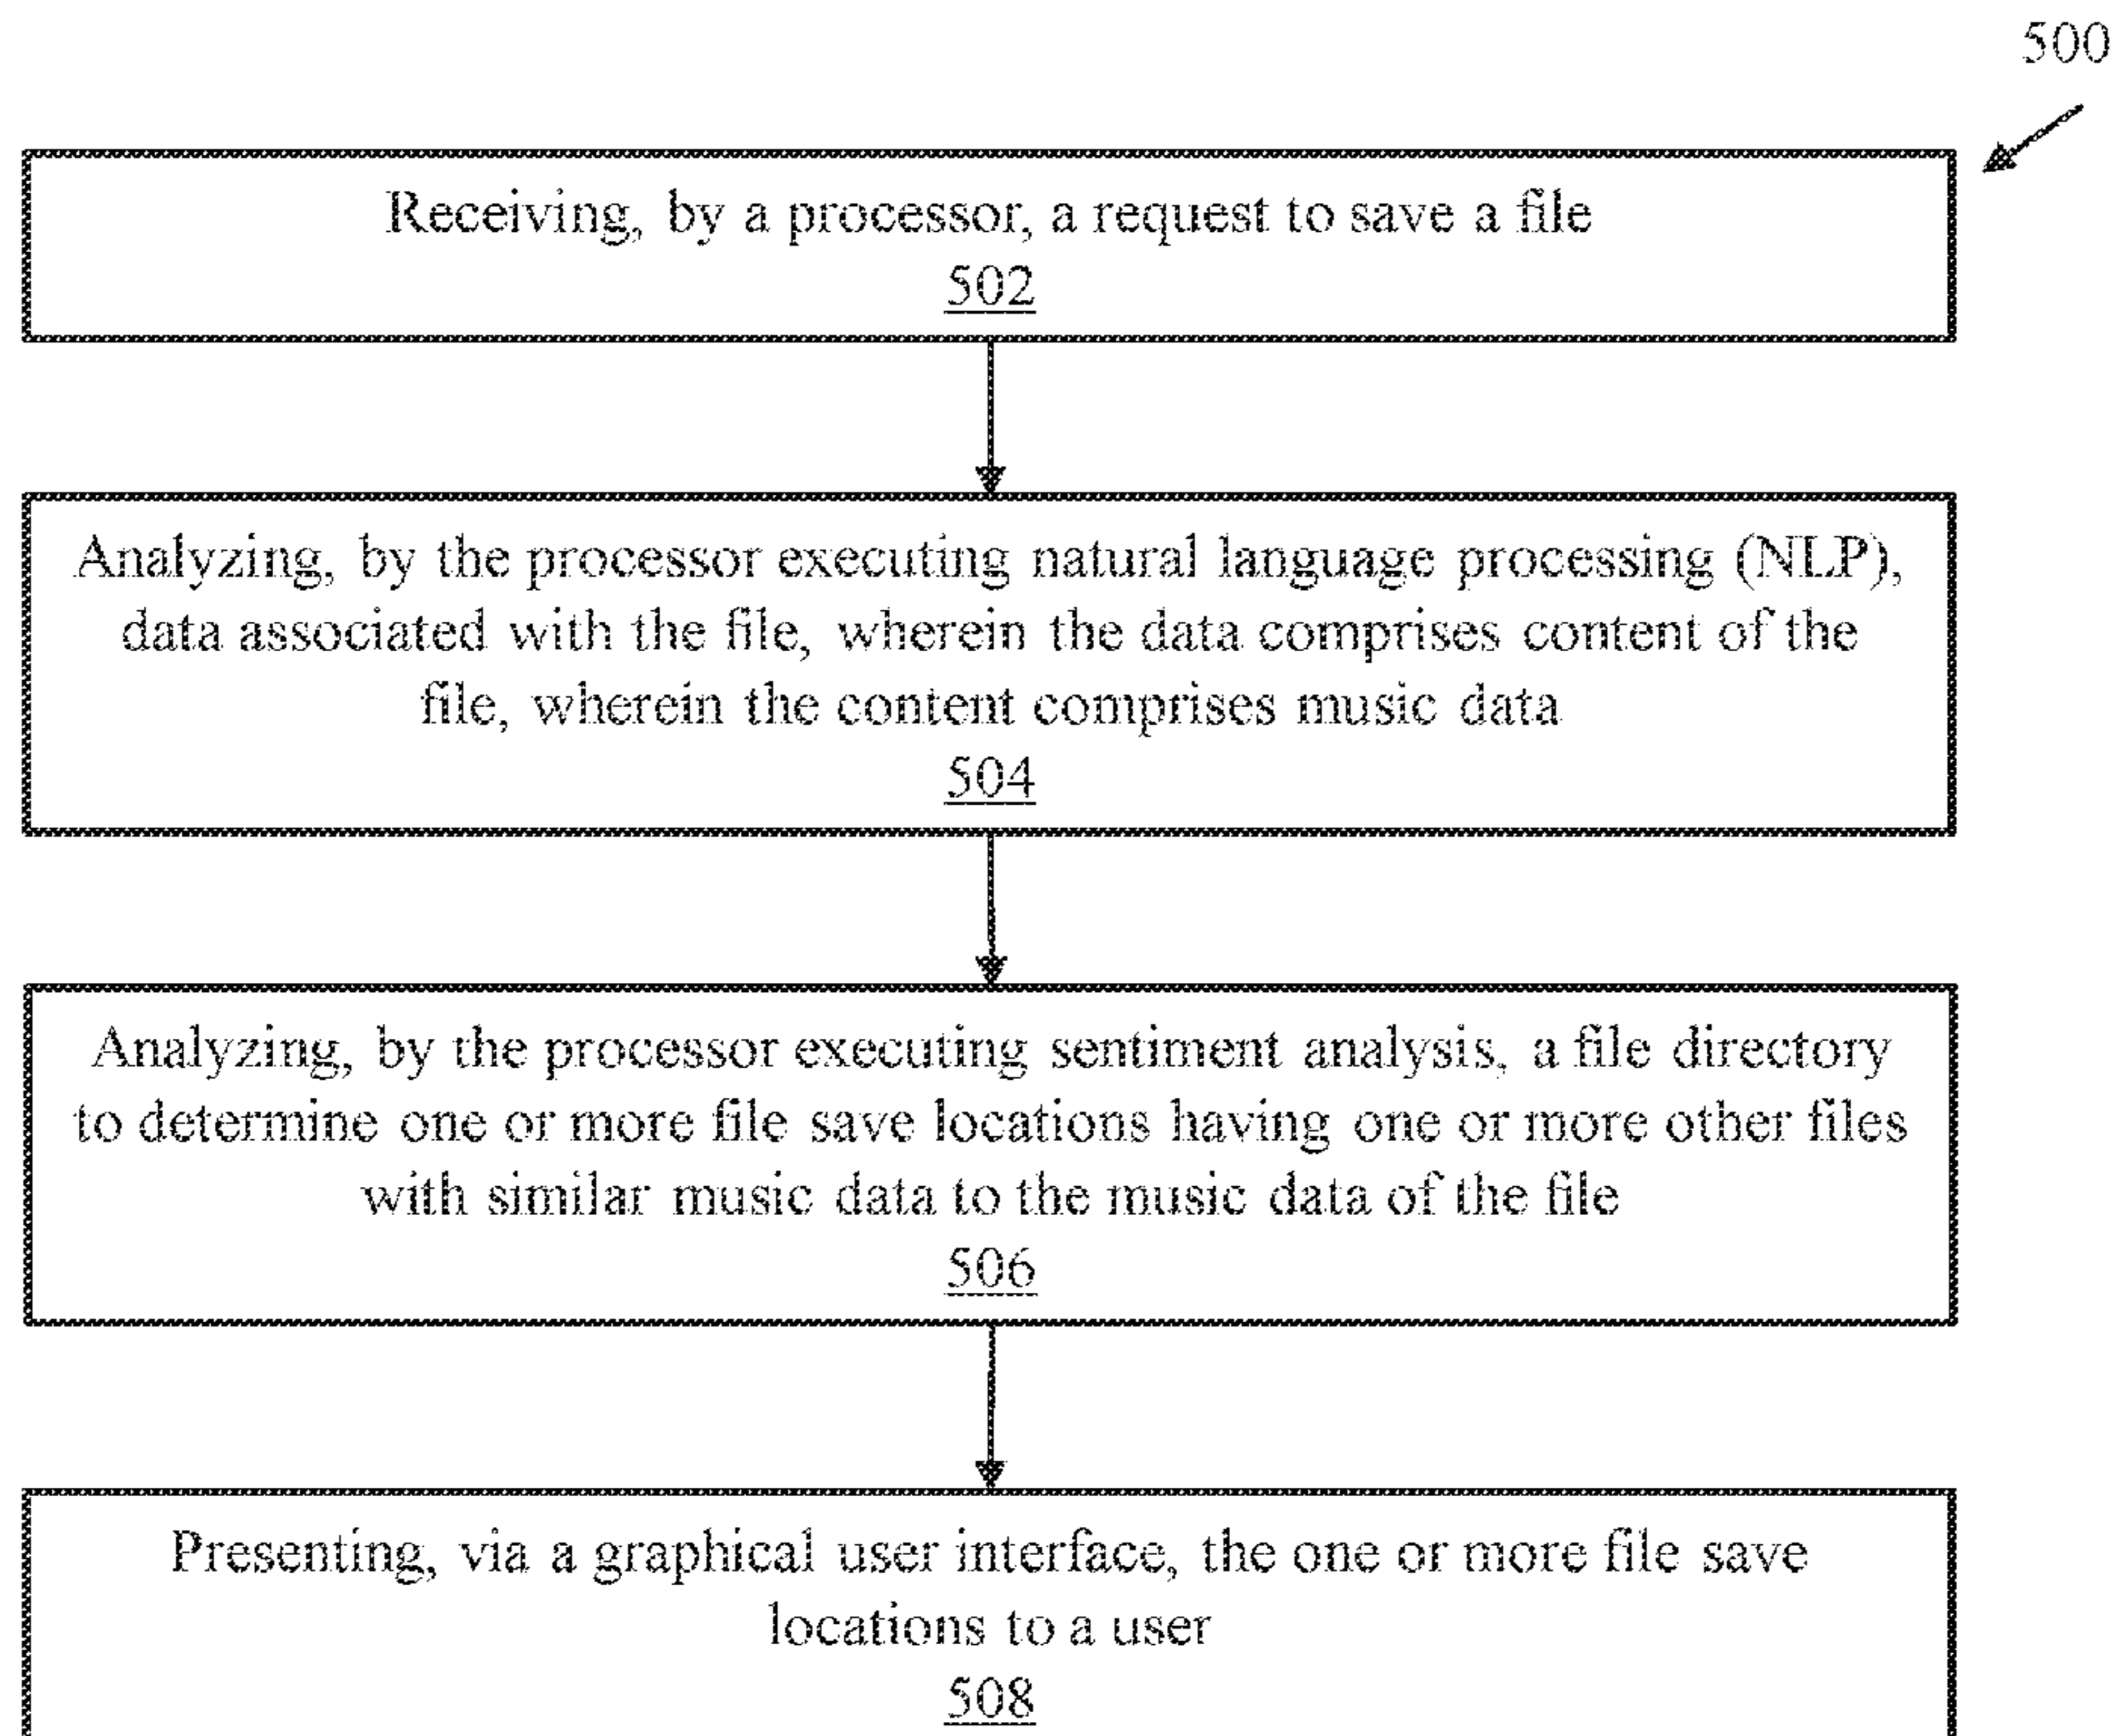 500
Receiving, by a processor, a request to save a file
502
Analyzing, by the processor executing natural language processing (NLP),
data associated with the file, wherein the data comprises content of the
file, wherein the content comprises music data
504
Analyzing, by the processor executing sentiment analysis, a file directory
to determine one or more file save locations having one or more other files
with similar music data to the music data of the file
506
Presenting, via a graphical user interface, the one or more file save
locations to a user
508